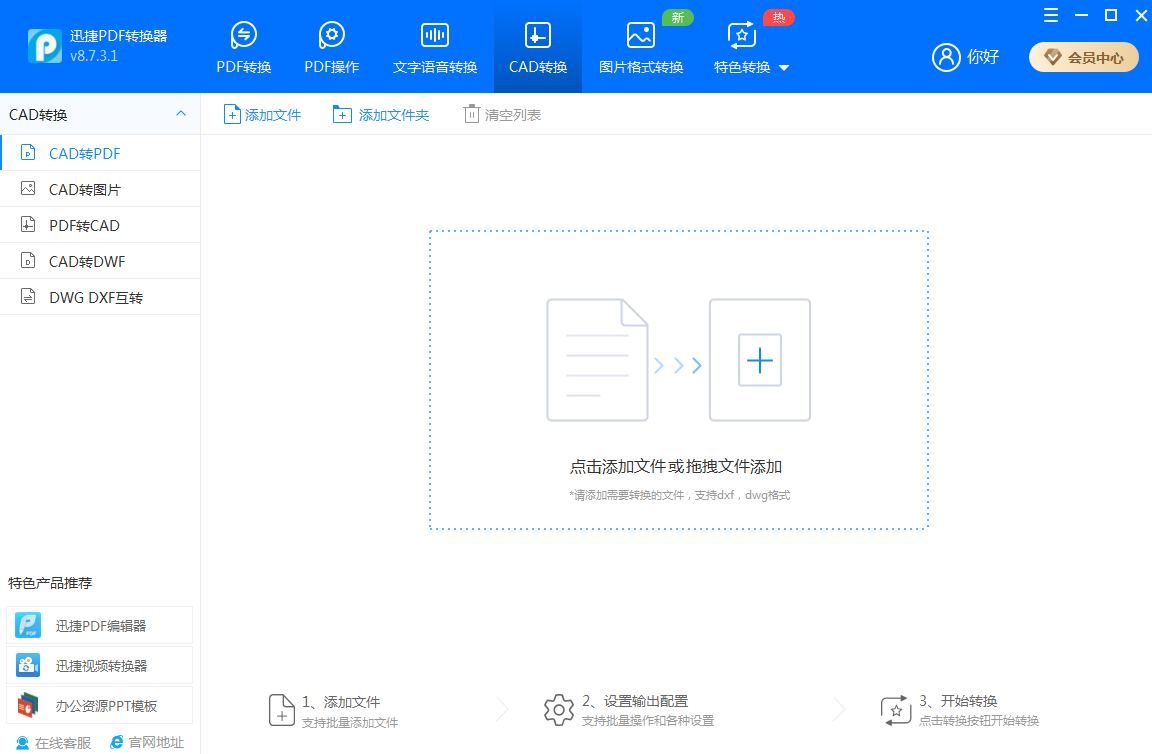 迅捷PDF转换器
v8.7.3.1
PDF转换
PDF操作
文字语音转换
CAD转换
图片格式转换
新
特色转换
热
你好
会员中心
CAD转换
添加文件
添加文件夹
清空列表
CAD转PDF
CAD转图片
PDF转CAD
CAD转DWF
DWG DXF互转
点击添加文件或拖拽文件添加
*请添加需要转换的文件，支持dxf，dwg格式
特色产品推荐
迅捷PDF编辑器
迅捷视频转换器
办公资源PPT模板
在线客服
官网地址
1、添加文件
支持批量添加文件
2、设置输出配置
支持批量操作和各种设置
3、开始转换
点击转换按钮开始转换